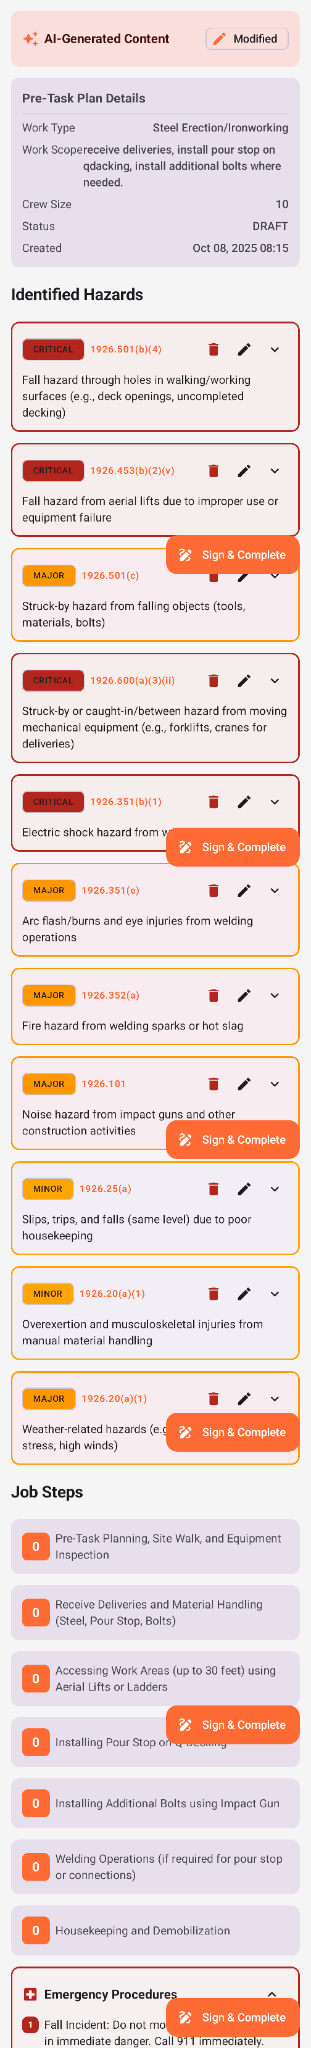 AI-Generated Content
Modified
Pre-Task Plan Details
Work Type Steel Erection/Ironworking
Work Scope receive deliveries, install pour stop on
qdacking, install additional bolts where
needed.
Crew Size 10
Status DRAFT
Created Oct 08, 2025 08:15
Identified Hazards
CRITICAL 1926.501(b)(4)
Fall hazard through holes in walking/working
surfaces (e.g., deck openings, uncompleted
decking)
CRITICAL 1926.453(b)(2)(v)
Fall hazard from aerial lifts due to improper use or
equipment failure
Sign & Complete
MAJOR 1926.501(c)
Struck-by hazard from falling objects (tools,
materials, bolts)
CRITICAL 1926.600(a)(3)(ii)
Struck-by or caught-in/between hazard from moving
mechanical equipment (e.g., forklifts, cranes for
deliveries)
CRITICAL 1926.351(b)(1)
Electric shock hazard from
Sign & Complete
MAJOR 1926.351(e)
Arc flash/burns and eye injuries from welding
operations
MAJOR 1926.352(a)
Fire hazard from welding sparks or hot slag
MAJOR 1926.101
Noise hazard from impact guns and other
construction activities
Sign & Complete
MINOR 1926.25(a)
Slips, trips, and falls (same level) due to poor
housekeeping
MINOR 1926.20(a)(1)
Overexertion and musculoskeletal injuries from
manual material handling
MAJOR 1926.20(a)(1)
Weather-related hazards
Sign & Complete
stress, high winds)
Job Steps
0 Pre-Task Planning, Site Walk, and Equipment
Inspection
0 Receive Deliveries and Material Handling
(Steel, Pour Stop, Bolts)
0 Accessing Work Areas (up to 30 feet) using
Aerial Lifts or Ladders
Sign & Complete
0 Installing Pour Stop on Q-Decking
0 Installing Additional Bolts using Impact Gun
0 Welding Operations (if required for pour stop
or connections)
0 Housekeeping and Demobilization
Emergency Procedures
Sign & Complete
1 Fall Incident: Do not
in immediate danger. Call 911 immediately.